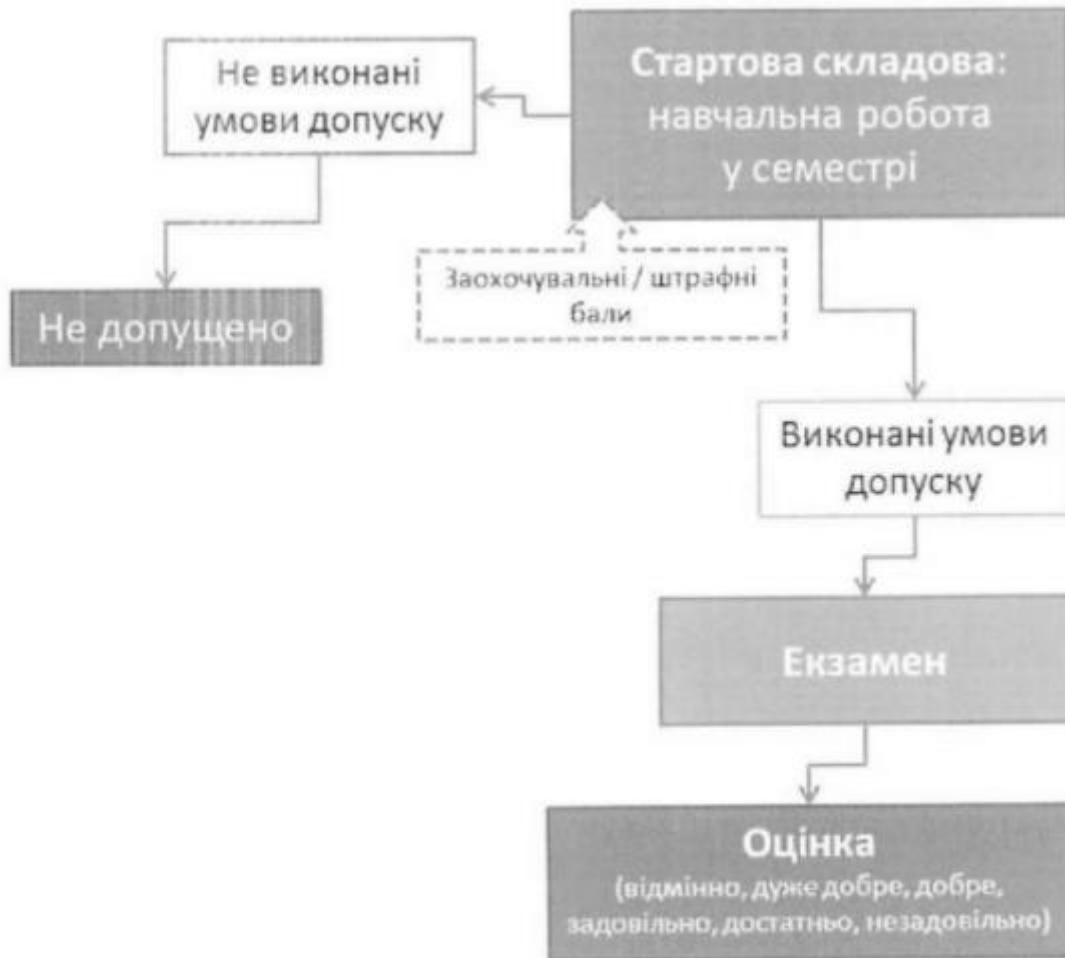 Не виконані
умови допуску
Стартова складова:
навчальна робота
у семестрі
Заохочувальні / штрафні
бали
Не допущено
Виконані умови
допуску
Екзамен
Оцінка
(відмінно, дуже добре, добре,
задовільно, достатньо, незадовільно)